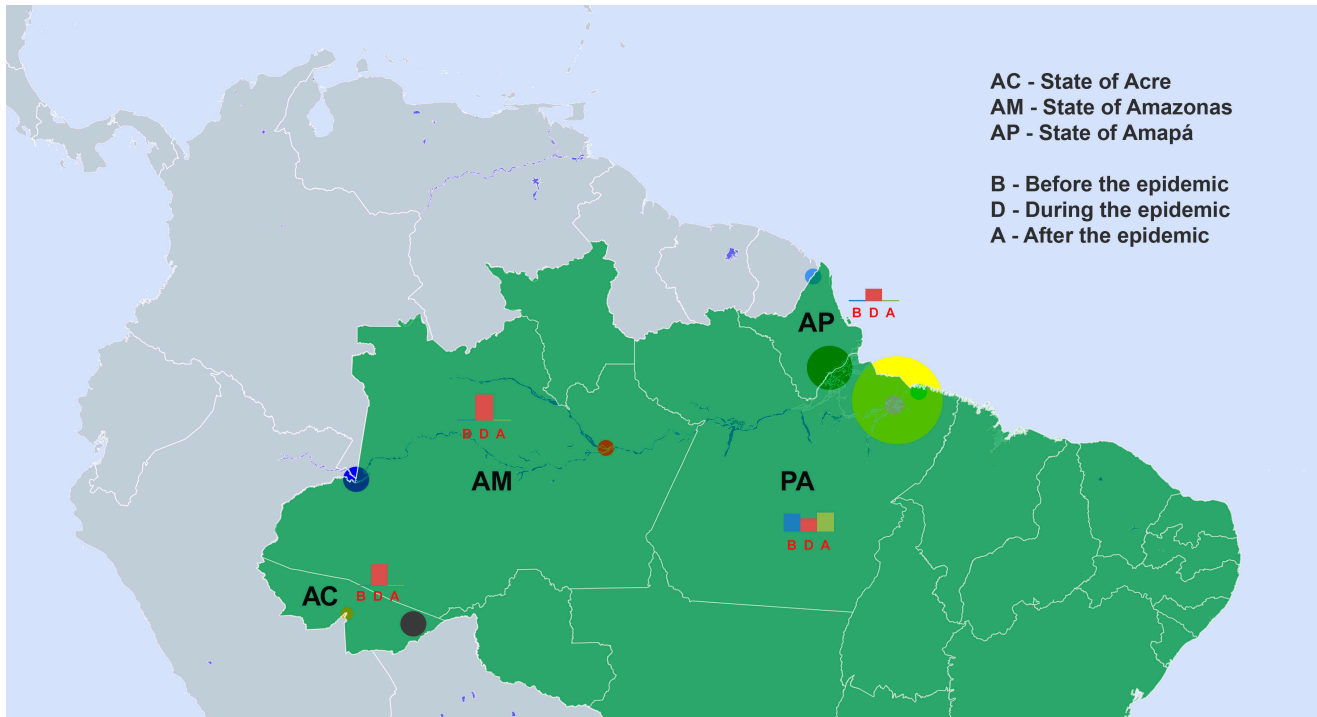 AC - State of Acre
AM - State of Amazonas
AP - State of Amapá
B - Before the epidemic
D - During the epidemic
A - After the epidemic
AP
B D A
B D A
AM
PA
B D A
AC
B D A